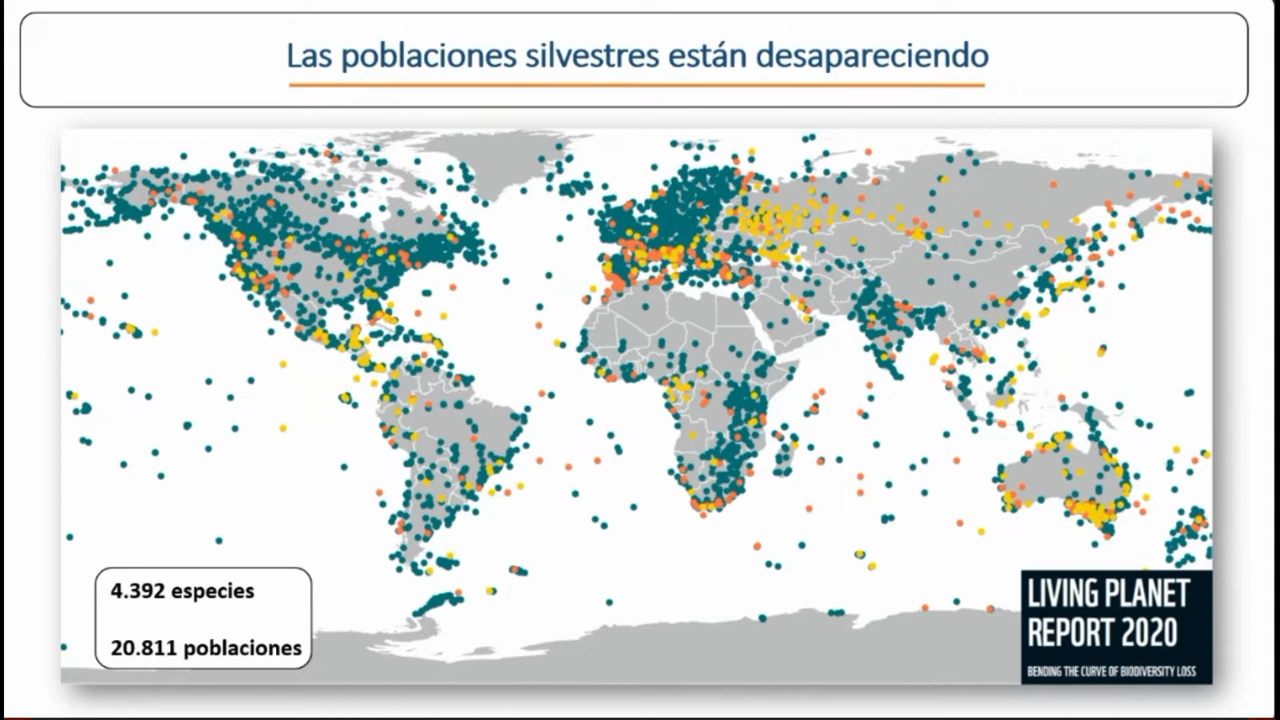 Las poblaciones silvestres están desapareciendo
4.392 especies
20.811 poblaciones
LIVING PLANET
REPORT 2020
BENDING THE CURVE OF BIODIVERSITY LOSS